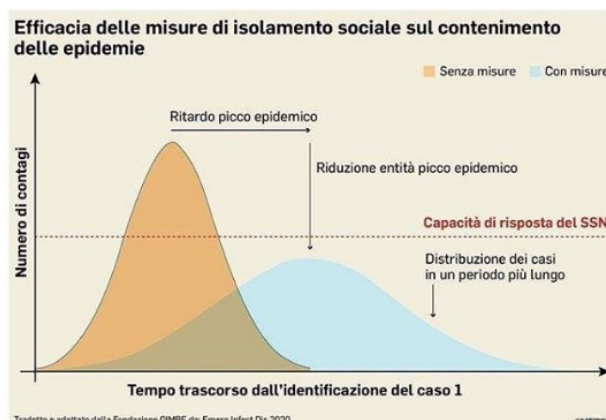 Efficacia delle misure di isolamento sociale sul contenimento
delle epidemie
Senza misure
Con misure
Ritardo picco epidemico
Riduzione entità picco epidemico
Numero di contagi
Capacità di risposta del SSN
Distribuzione dei casi
in un periodo più lungo
Tempo trascorso dall'identificazione del caso 1
Tradotto e adattato dalla Fondazione GIMBE da: Emerg Infect Dis 2020